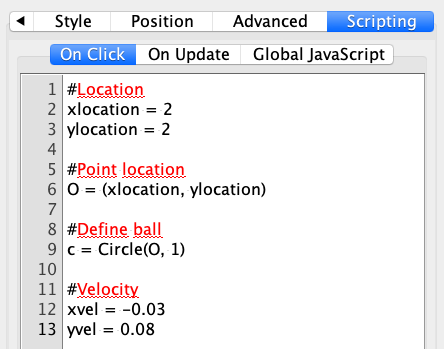 Style Position Advanced Scripting
On Click On Update Global JavaScript
1 #Location
2 xlocation = 2
3 ylocation = 2
4
5 #Point location
6 O = (xlocation, ylocation)
7
8 #Define ball
9 c = Circle(O, 1)
10
11 #Velocity
12 xvel = -0.03
13 yvel = 0.08